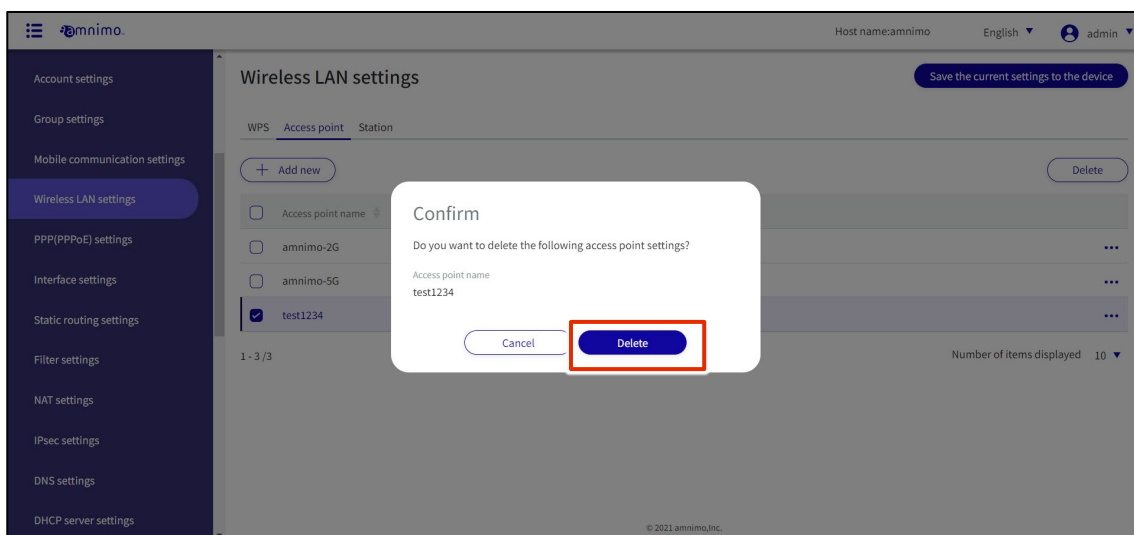 amnimo.
Host name:amnimo English ▼ admin ▼
Account settings
Group settings
Mobile communication settings
Wireless LAN settings
PPP(PPPoE) settings
Interface settings
Static routing settings
Filter settings
NAT settings
IPsec settings
DNS settings
DHCP server settings
Wireless LAN settings
Save the current settings to the device
WPS Access point Station
+ Add new
Delete
Access point name
amnimo-2G •••
amnimo-5G •••
test1234 •••
1 - 3 /3
Number of items displayed 10 ▼
Confirm
Do you want to delete the following access point settings?
Access point name
test1234
Cancel Delete
© 2021 amnimo,Inc.